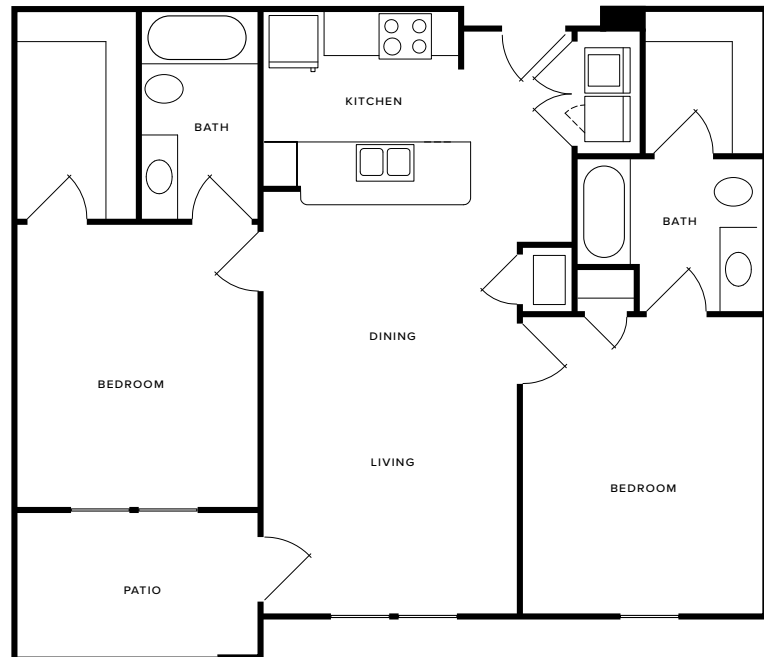 KITCHEN
BATH
BATH
DINING
BEDROOM
LIVING
BEDROOM
PATIO